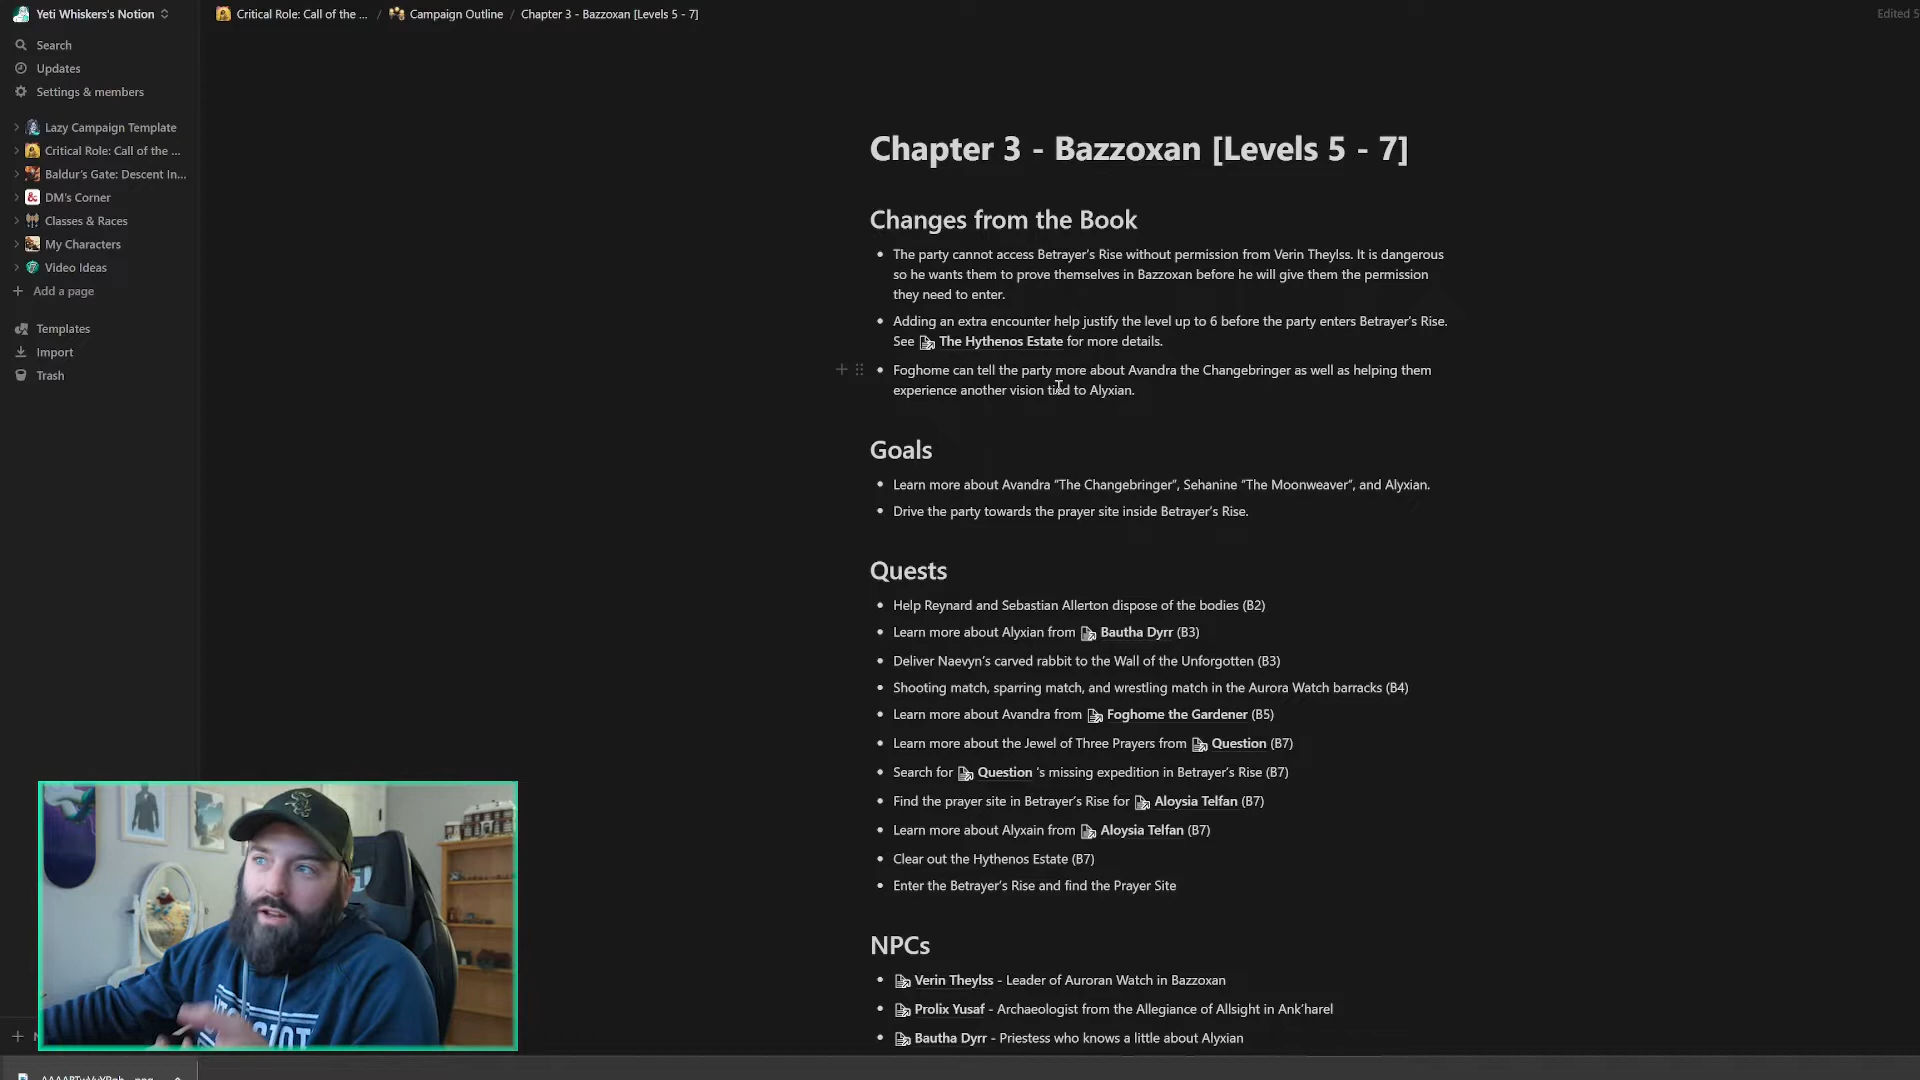 Yeti Whiskers's Notion
Critical Role: Call of the ... / Campaign Outline / Chapter 3 - Bazzoxan [Levels 5 - 7]
Edited 5
Search
Updates
Settings & members
Lazy Campaign Template
Critical Role: Call of the ...
Baldur's Gate: Descent In...
DM's Corner
Classes & Races
My Characters
Video Ideas
Add a page
Templates
Import
Trash
Chapter 3 - Bazzoxan [Levels 5 - 7]
Changes from the Book
• The party cannot access Betrayer's Rise without permission from Verin Theylss. It is dangerous
so he wants them to prove themselves in Bazzoxan before he will give them the permission
they need to enter.
• Adding an extra encounter help justify the level up to 6 before the party enters Betrayer's Rise.
See The Hythenos Estate for more details.
• Foghome can tell the party more about Avandra the Changebringer as well as helping them
experience another vision tied to Alyxian.
Goals
• Learn more about Avandra "The Changebringer", Sehanine "The Moonweaver", and Alyxian.
• Drive the party towards the prayer site inside Betrayer's Rise.
Quests
• Help Reynard and Sebastian Allerton dispose of the bodies (B2)
• Learn more about Alyxian from Bautha Dyrr (B3)
• Deliver Naevyn's carved rabbit to the Wall of the Unforgotten (B3)
• Shooting match, sparring match, and wrestling match in the Aurora Watch barracks (B4)
• Learn more about Avandra from Foghome the Gardener (B5)
• Learn more about the Jewel of Three Prayers from Question (B7)
• Search for Question 's missing expedition in Betrayer's Rise (B7)
• Find the prayer site in Betrayer's Rise for Aloysia Telfan (B7)
• Learn more about Alyxain from Aloysia Telfan (B7)
• Clear out the Hythenos Estate (B7)
• Enter the Betrayer's Rise and find the Prayer Site
NPCs
• Verin Theylss - Leader of Auroran Watch in Bazzoxan
• Prolix Yusaf - Archaeologist from the Allegiance of Allsight in Ank'harel
• Bautha Dyrr - Priestess who knows a little about Alyxian